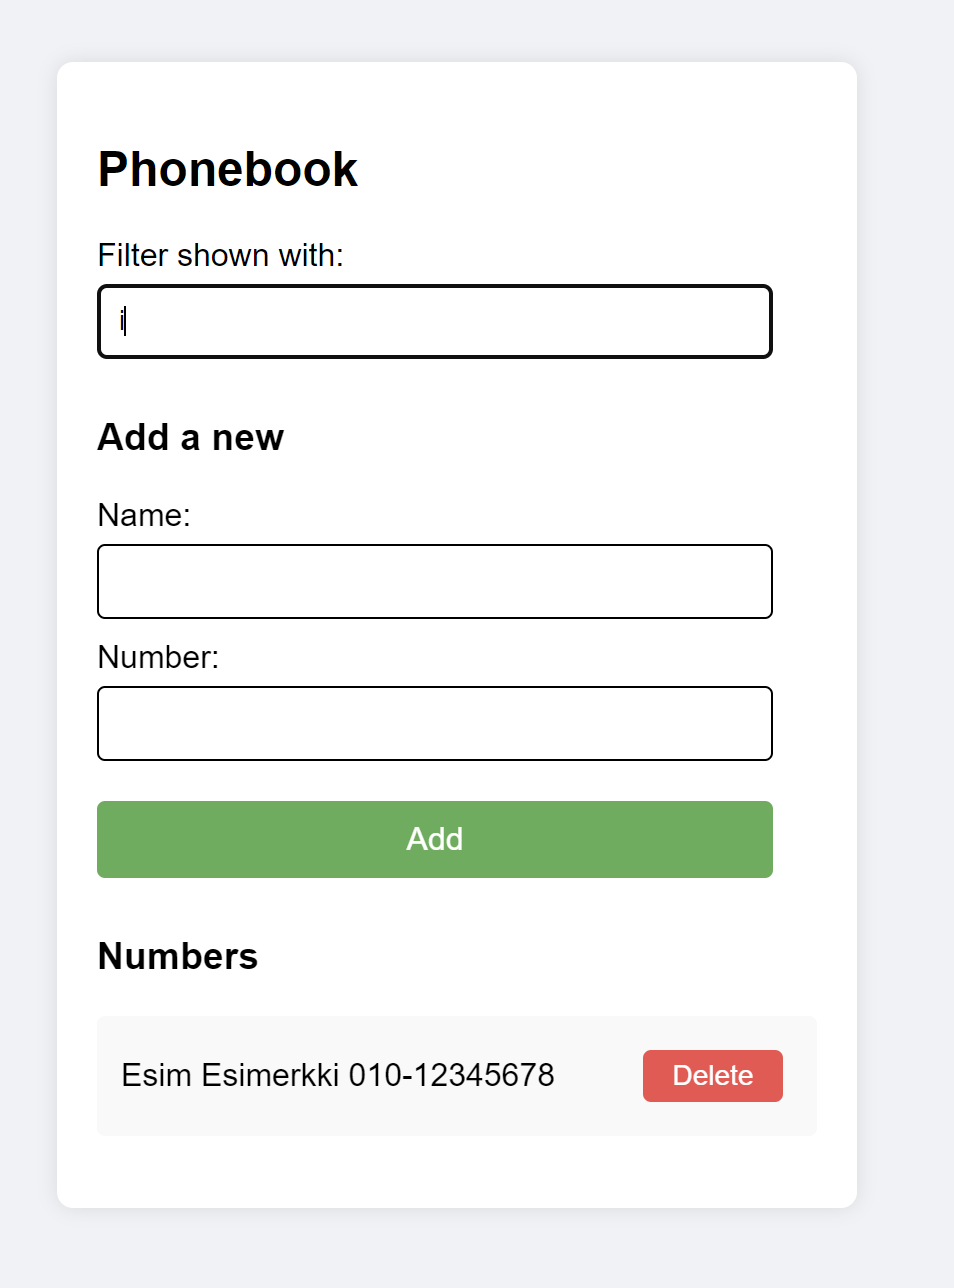 Phonebook
Filter shown with:
i
Add a new
Name:
Number:
Add
Numbers
Esim Esimerkki 010-12345678 Delete